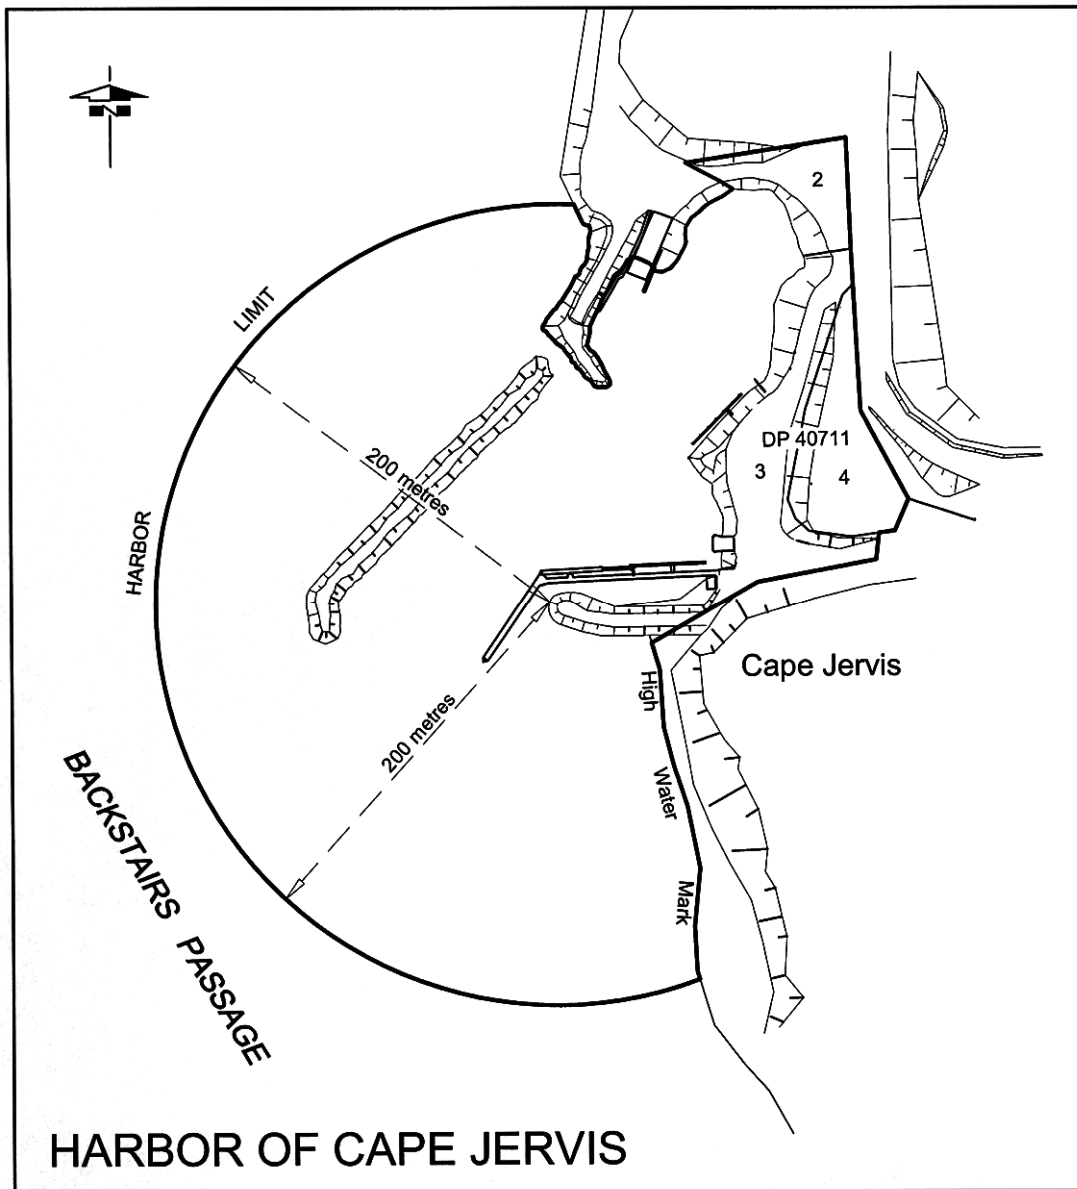 N
2
LIMIT
DP 40711
3
4
200 metres
HARBOR
Cape Jervis
High
200 metres
Water
BACKSTAIRS PASSAGE
Mark
HARBOR OF CAPE JERVIS